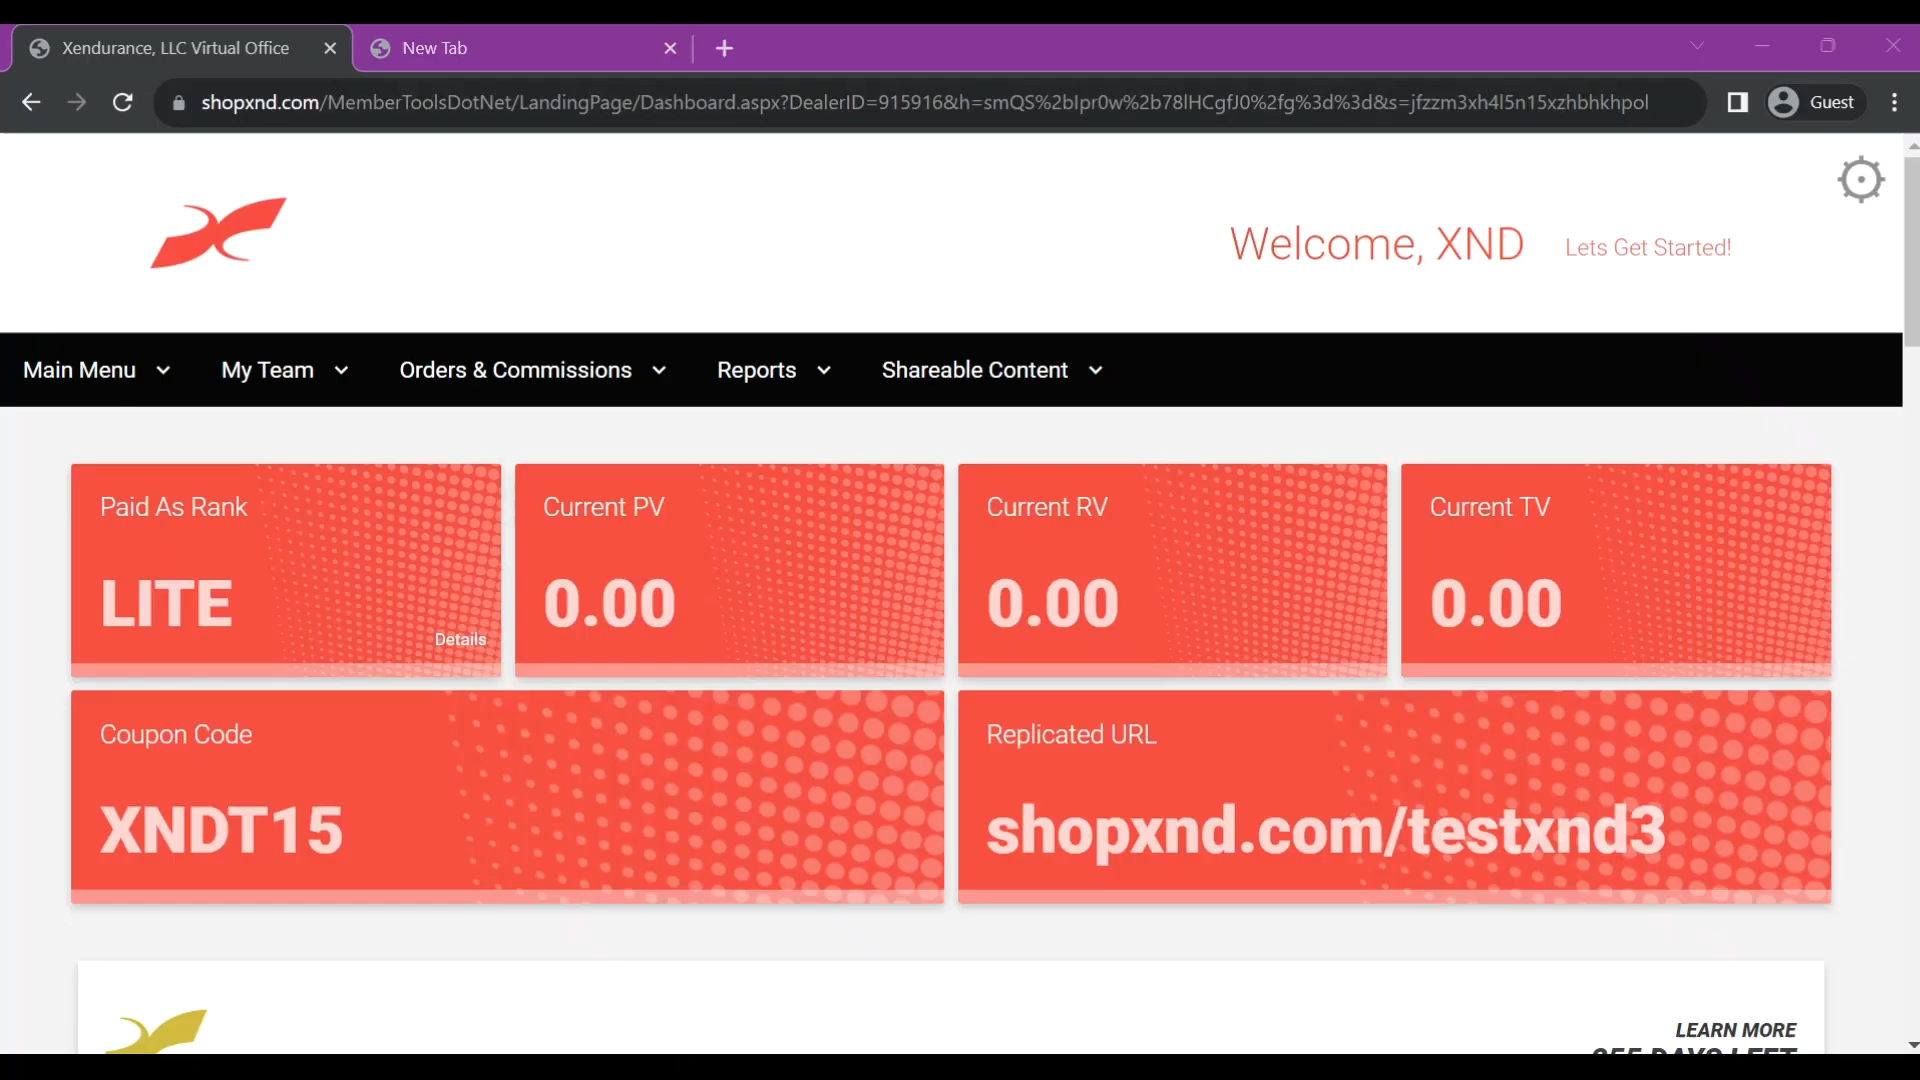 Xendurance, LLC Virtual Office
New Tab
shopxnd.com/MemberToolsDotNet/LandingPage/Dashboard.aspx?DealerID=915916&h=smQS%2bIpr0w%2b78lHCgfJ0%2fg%3d%3d&s=jfzzm3xh4l5n15xzhbhkhpol
Guest
Welcome, XND Lets Get Started!
Main Menu My Team Orders & Commissions Reports Shareable Content
Paid As Rank
LITE
Details
Current PV
0.00
Current RV
0.00
Current TV
0.00
Coupon Code
XNDT15
Replicated URL
shopxnd.com/testxnd3
LEARN MORE
DAYS LEFT